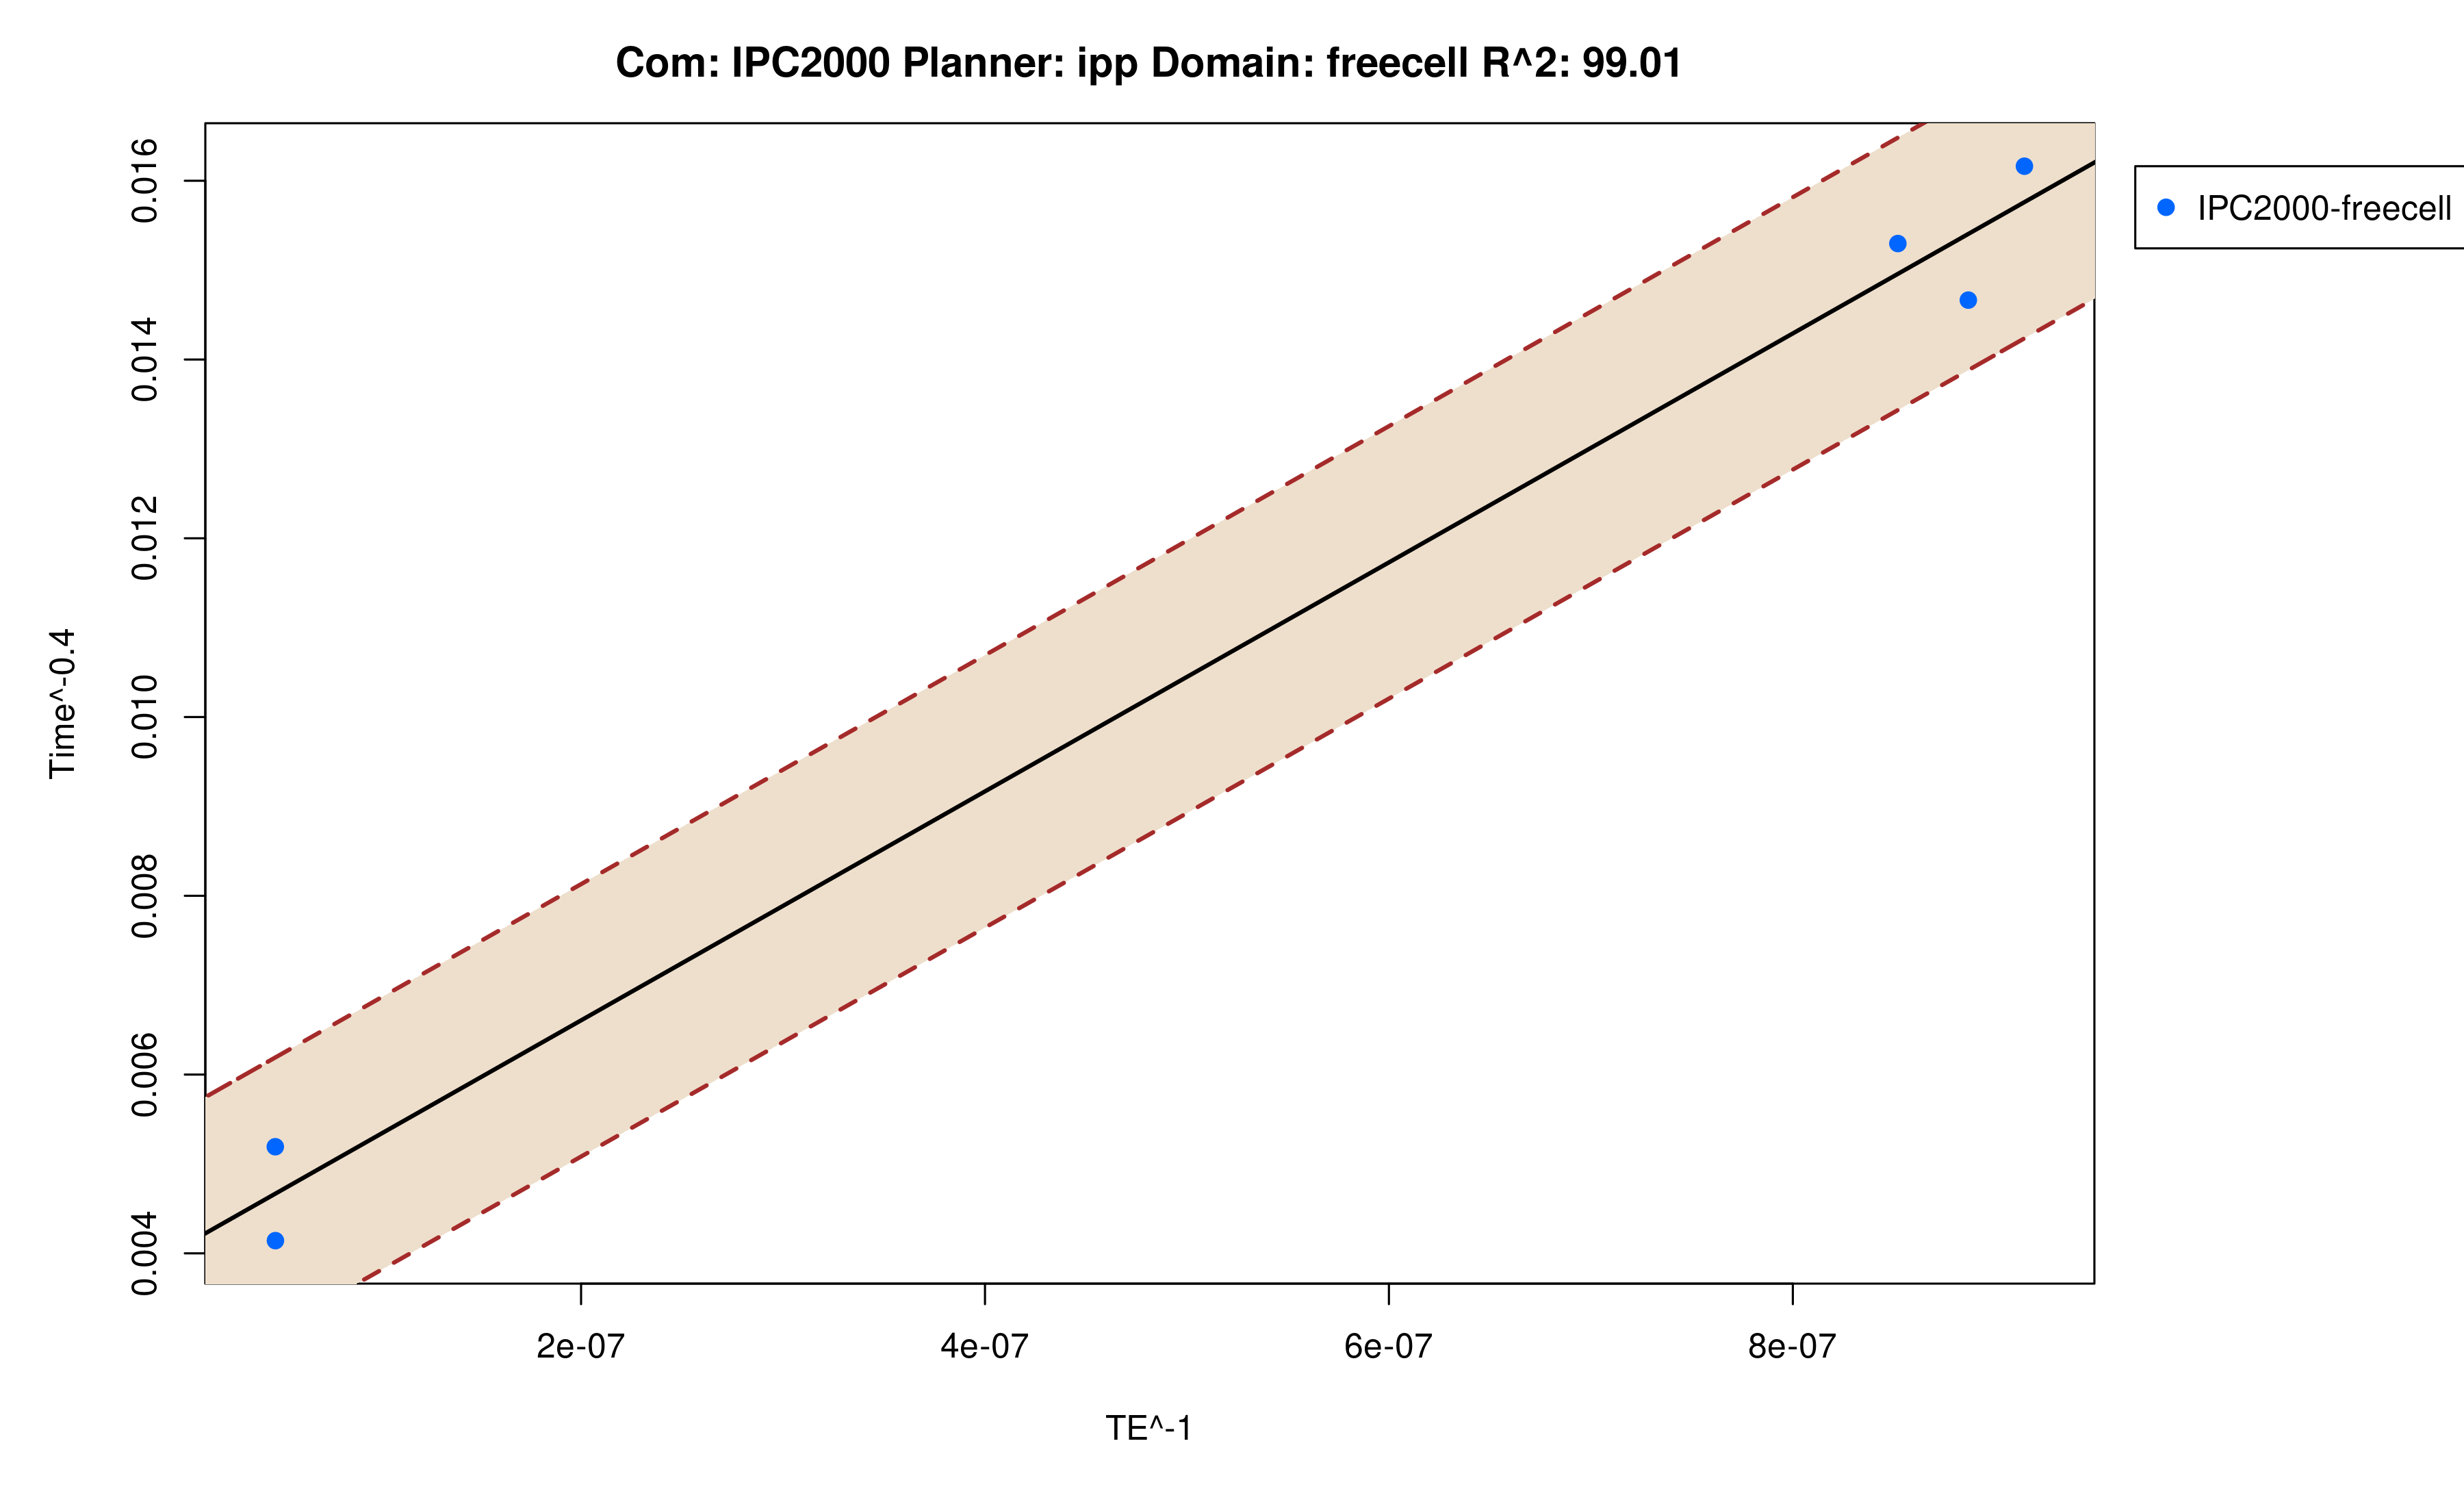 Com: IPC2000 Planner: ipp Domain: freecell R^2: 99.01
0.016
0.014
0.012
0.010
0.008
0.006
0.004
Time^-0.4
2e-07 4e-07 6e-07 8e-07
TE^-1
IPC2000-freecell